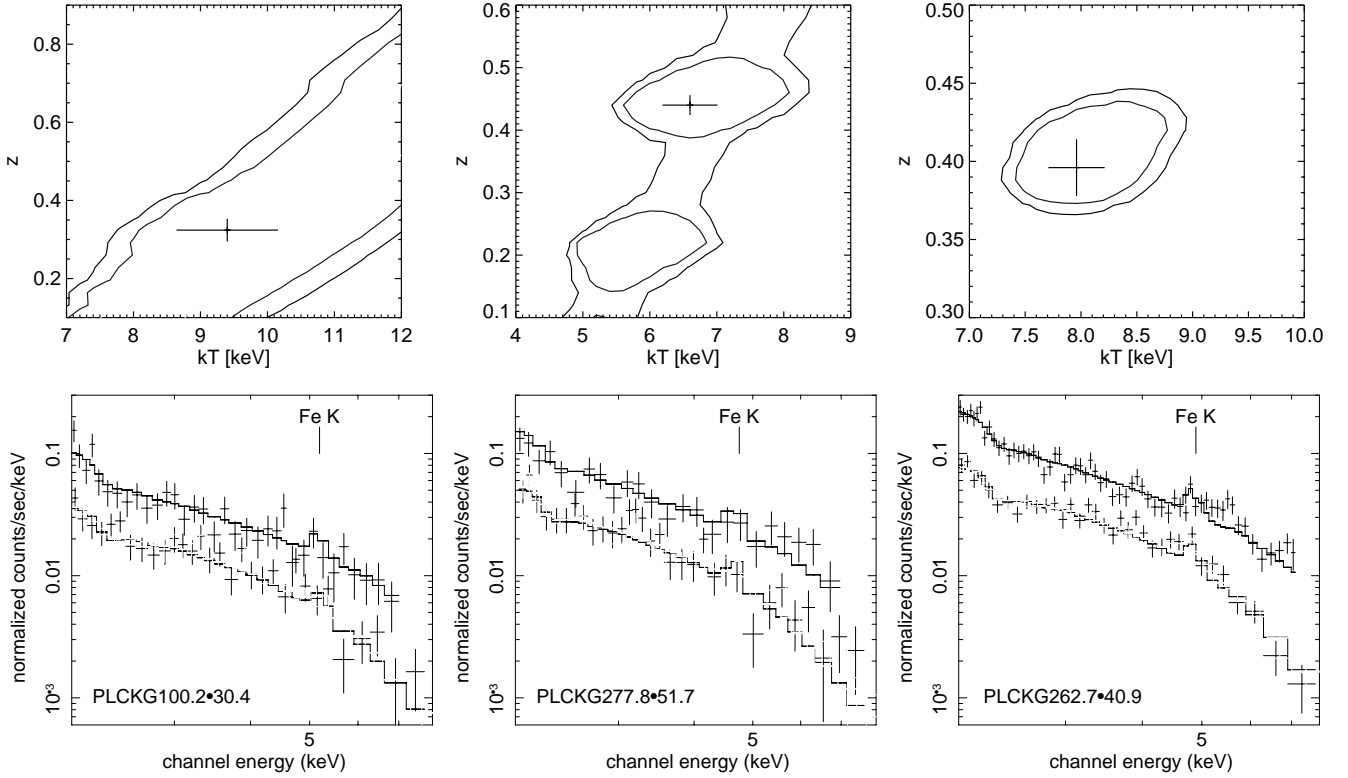 0.8
0.6
0.4
0.2
z
7 8 9 10 11 12
kT [keV]
0.6
0.5
0.4
0.3
0.2
0.1
z
4 5 6 7 8 9
kT [keV]
0.50
0.45
0.40
0.35
0.30
z
7.0 7.5 8.0 8.5 9.0 9.5 10.0
kT [keV]
Fe K
0.1
0.01
10•³
normalized counts/sec/keV
PLCKG100.2•30.4
5
channel energy (keV)
Fe K
0.1
0.01
10•³
normalized counts/sec/keV
PLCKG277.8•51.7
5
channel energy (keV)
Fe K
0.1
0.01
10•³
normalized counts/sec/keV
PLCKG262.7•40.9
5
channel energy (keV)